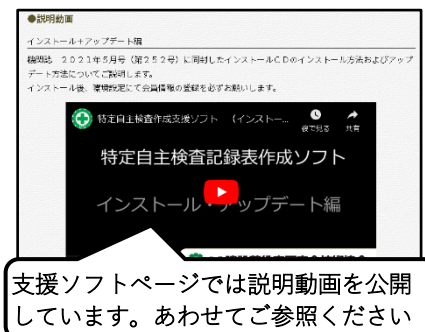 ●説明動画
インストール＋アップデート編
機関誌 2021年5月号（第252号）に同封したインストールCDのインストール方法およびアップ
デート方法についてご説明します。
インストール後、環境設定にて会員情報の登録を必ずお願いします。
特定自主検査作成支援ソフト （インストー...
後で見る 共有
特定自主検査記録表作成ソフト
インストール・アップデート編
支援ソフトページでは説明動画を公開
しています。あわせてご参照ください